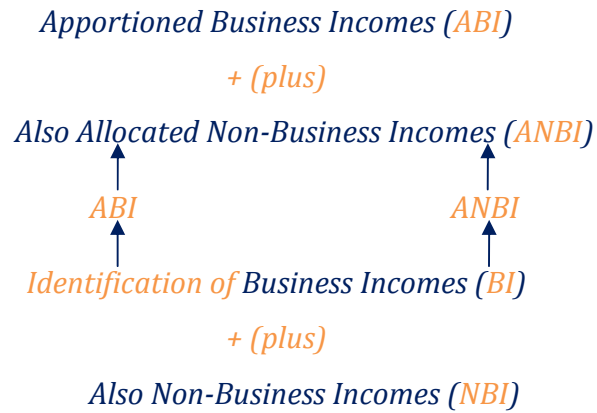 Apportioned Business Incomes (ABI)
+ (plus)
Also Allocated Non-Business Incomes (ANBI)
ABI ANBI
Identification of Business Incomes (BI)
+ (plus)
Also Non-Business Incomes (NBI)